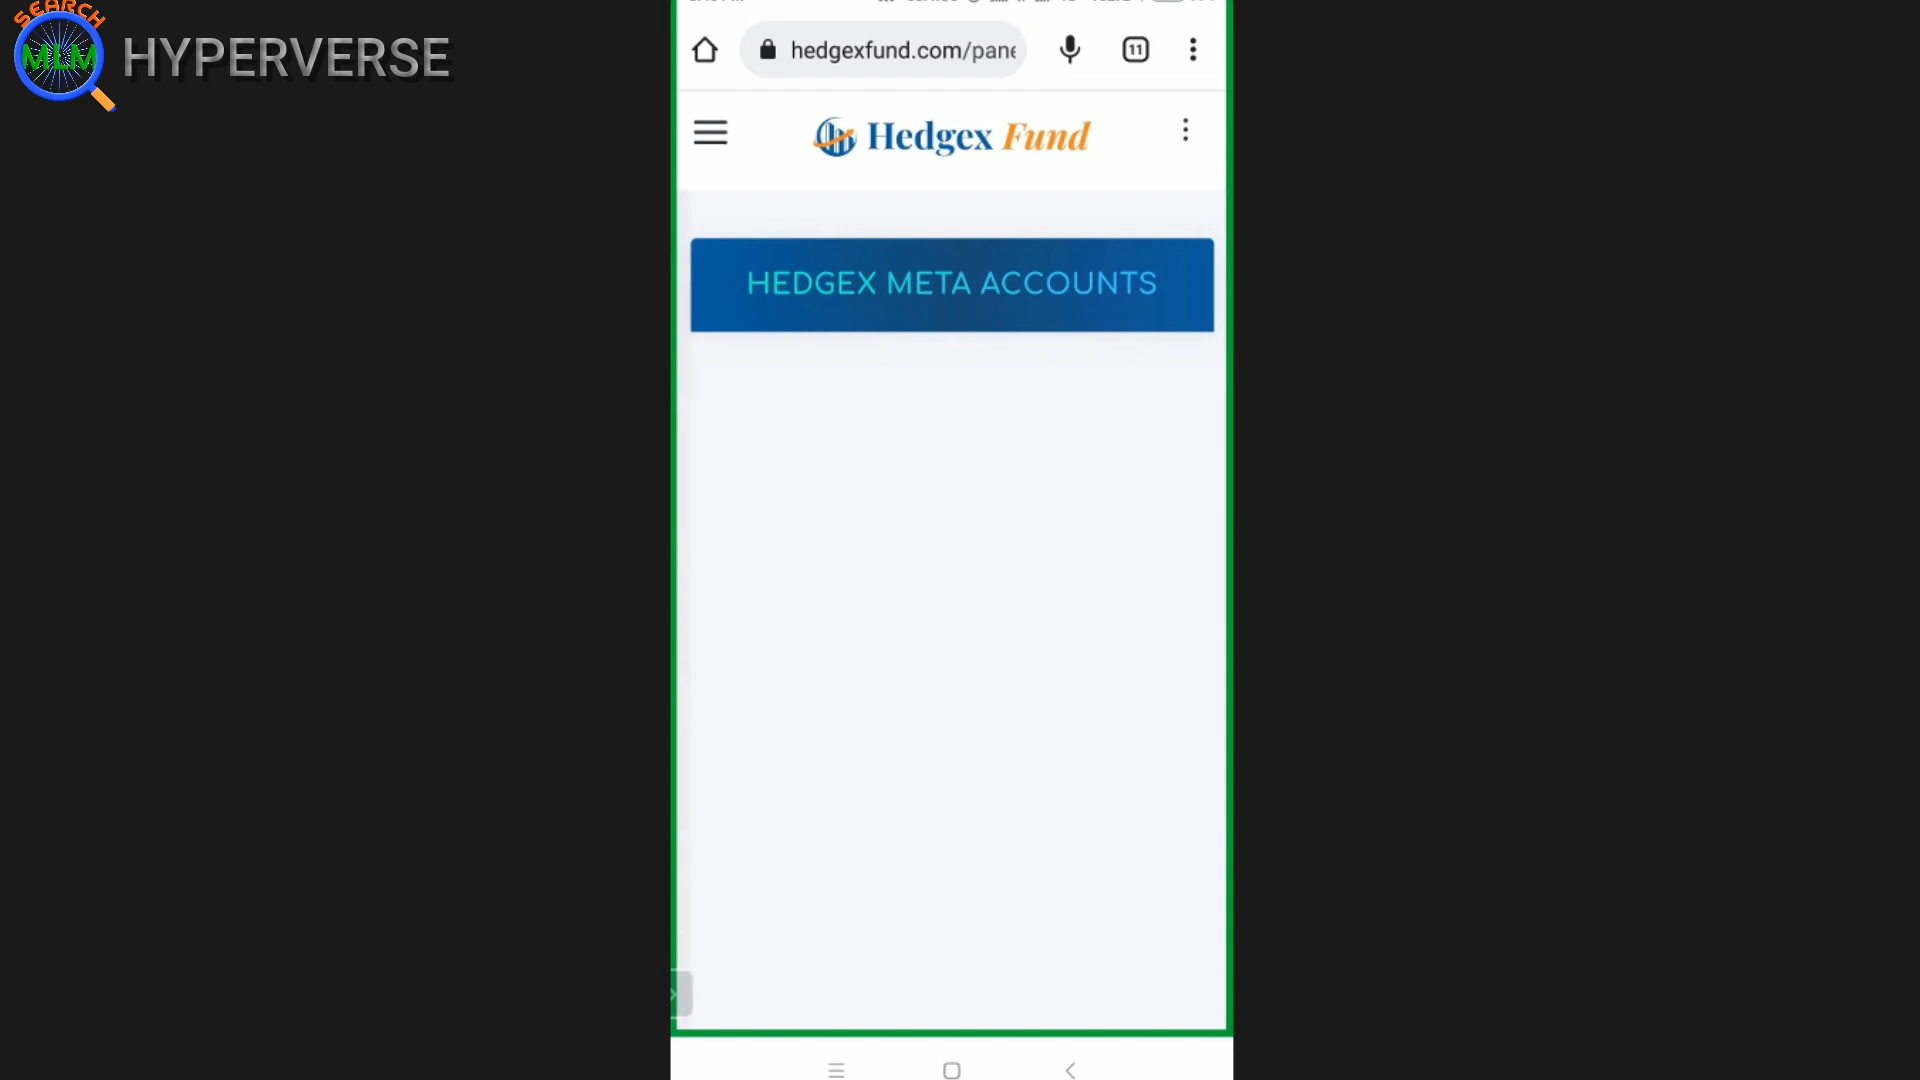 SEARCH
MLM
HYPERVERSE
hedgexfund.com/pane
11
Hedgex Fund
HEDGEX META ACCOUNTS